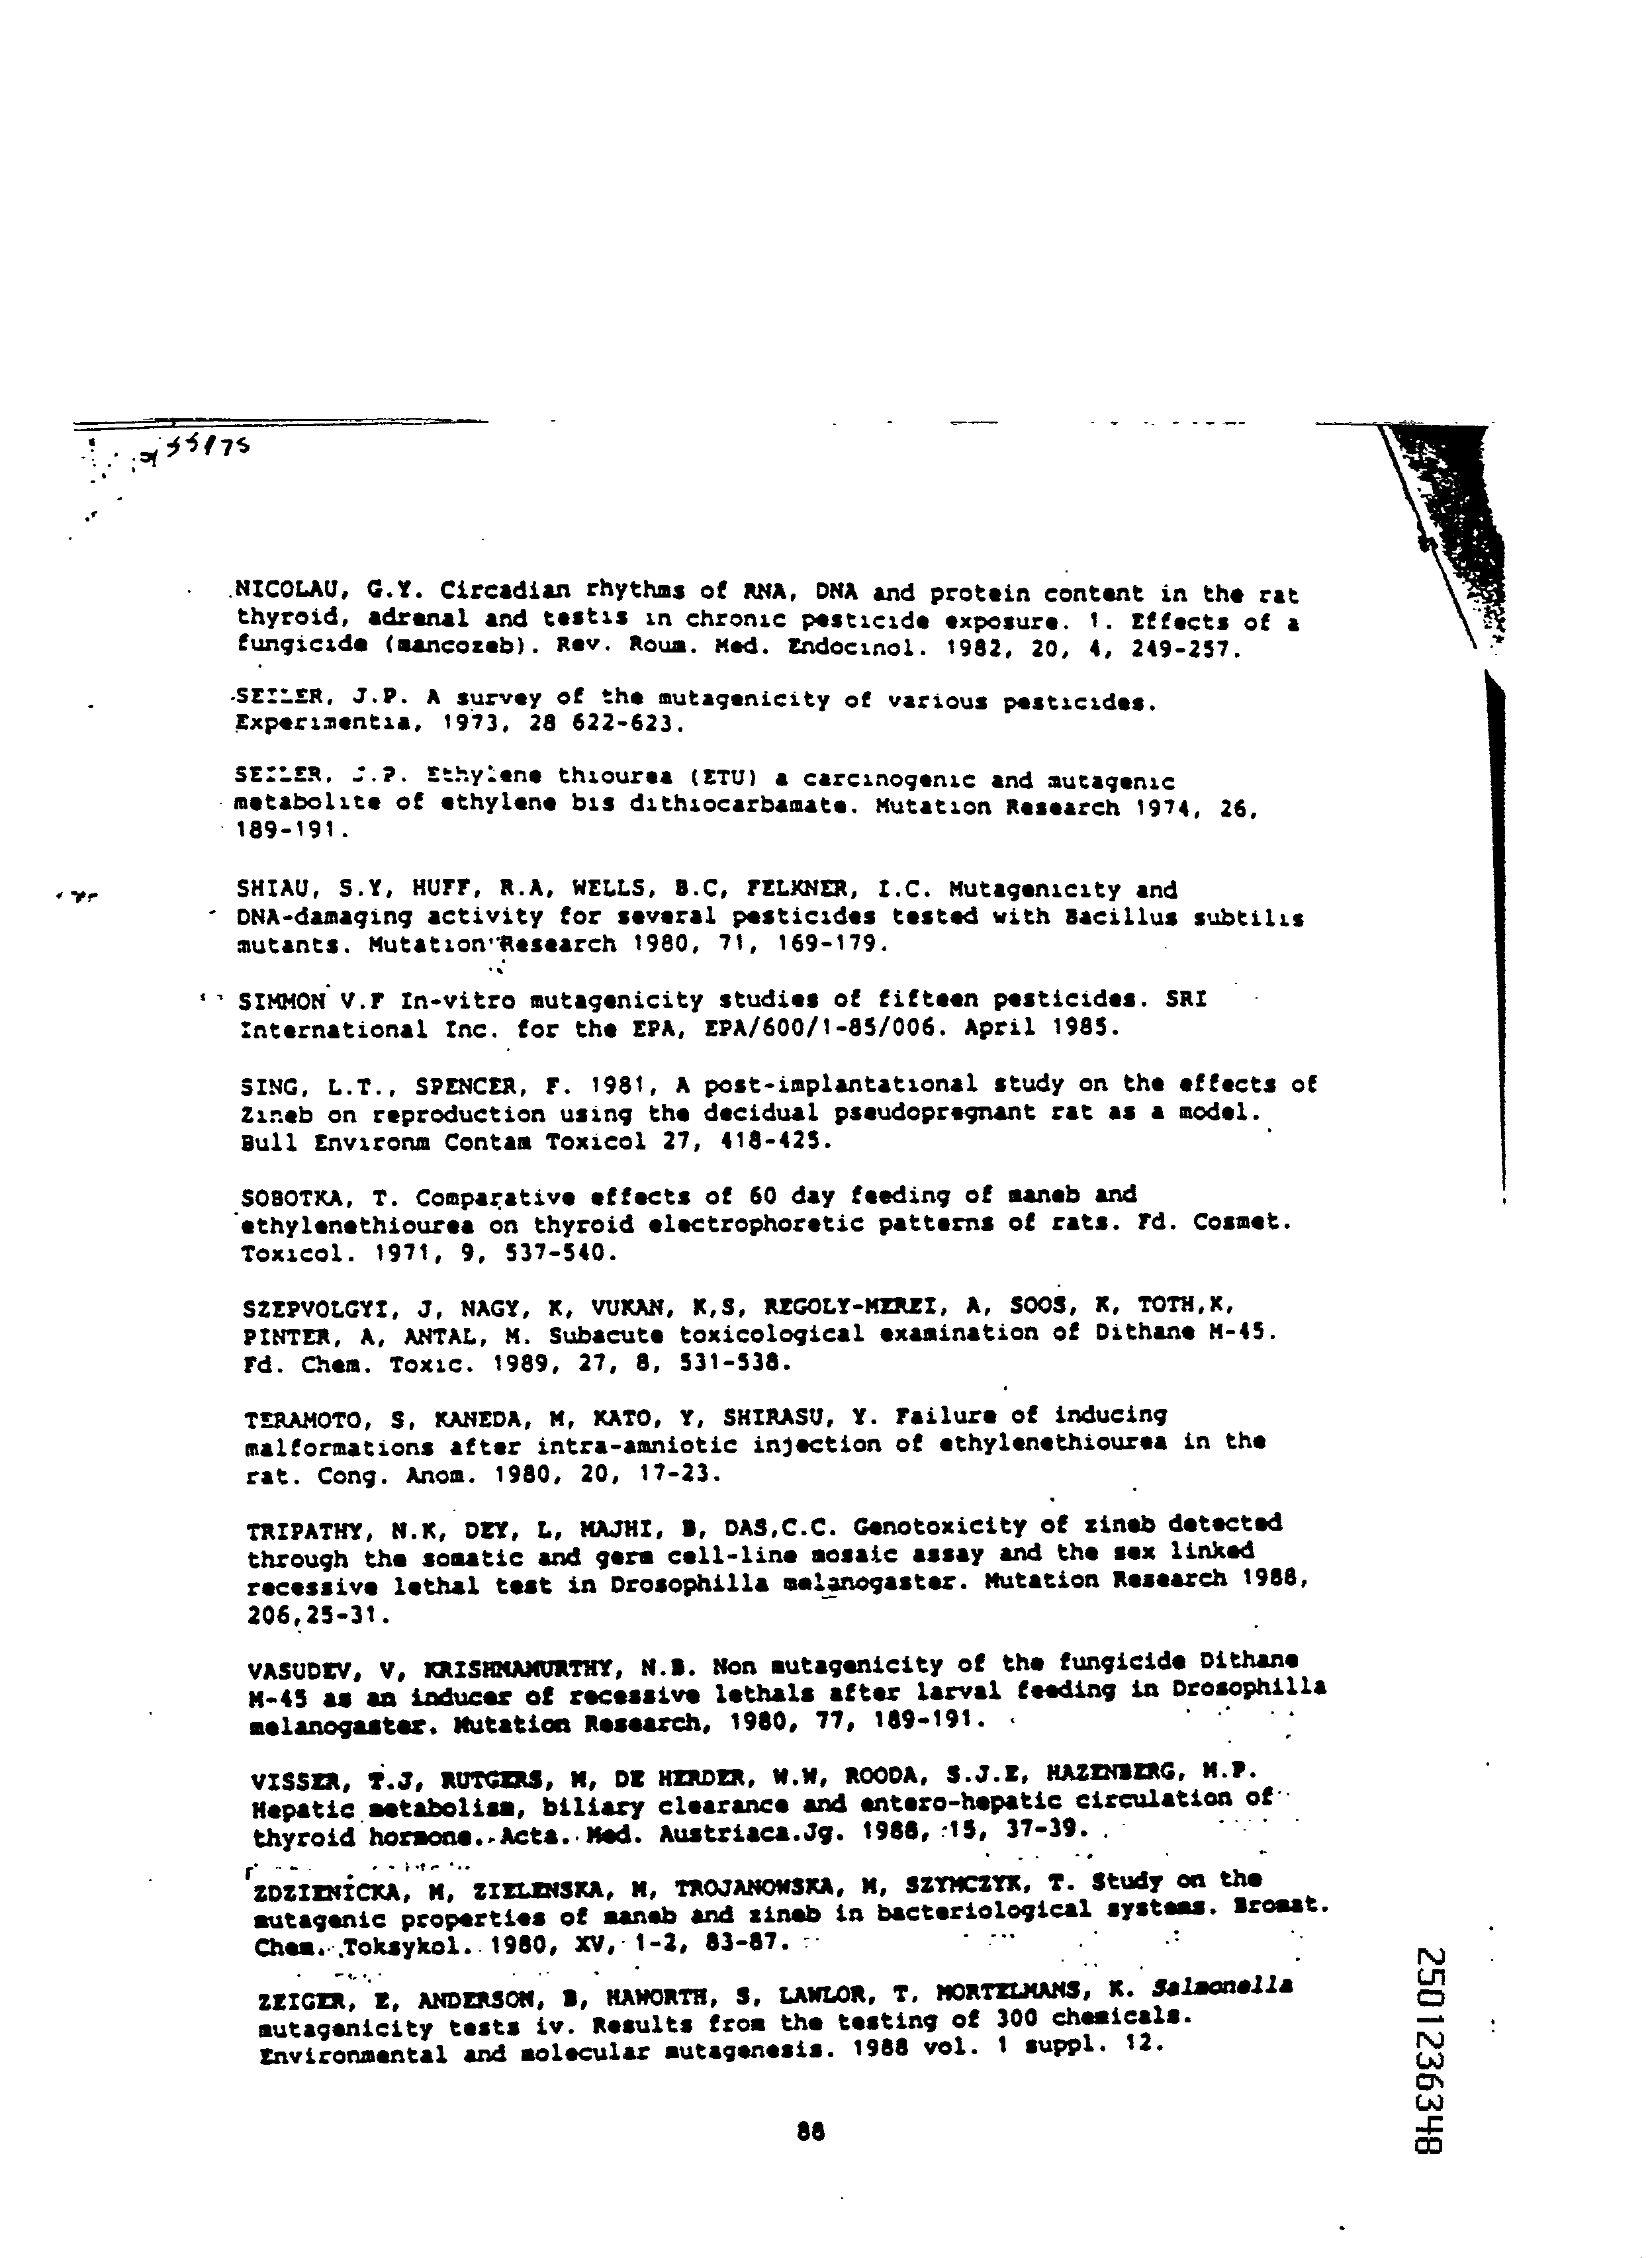 55175
NICOLAU, G.Y. Circadian rhythms of RNA, DNA and protein content in the rat
thyroid, adrenal and testis in chronic pesticide exposure. 1. Effects of a
fungicide (mancozeb). Rev. Roum. Med. Endocinol. 1982, 20, 4, 249-257.
SEILER, J.P. A survey of the mutagenicity of various pesticides.
Experimentia, 1973, 28 622-623.
SEILER, J.P. Ethylene thiourea (ETU) a carcinogenic and mutagenic
metabolite of ethylene bis dithiocarbamate. Mutation Research 1974, 26,
189-191.
SHIAU, S.Y, HUFF, R.A, WELLS, B.C, FELKNER, I.C. Mutagenicity and
DNA-damaging activity for several pesticides tested with Bacillus subtilis
mutants. Mutation Research 1980, 71, 169-179.
SIMMON V.F In-vitro mutagenicity studies of fifteen pesticides. SRI
International Inc. for the EPA, EPA/600/1-85/006. April 1985.
SING, L.T., SPENCER, F. 1981, A post-implantational study on the effects of
Zineb on reproduction using the decidual pseudopregnant rat as a model.
Bull Environm Contam Toxicol 27, 418-425.
SOBOTKA, T. Comparative effects of 60 day feeding of maneb and
ethylenethiourea on thyroid electrophoretic patterns of rats. Fd. Cosmet.
Toxicol. 1971, 9, 537-540.
SZEPVOLGYI, J, NAGY, K, VUKAN, K,S, REGOLY-MEREI, A, SOOS, K, TOTH,K,
PINTER, A, ANTAL, M. Subacute toxicological examination of Dithane M-45.
Fd. Chem. Toxic. 1989, 27, 8, 531-538.
TERAMOTO, S, KANEDA, M, KATO, Y, SHIRASU, Y. Failure of inducing
malformations after intra-amniotic injection of ethylenethiourea in the
rat. Cong. Anom. 1980, 20, 17-23.
TRIPATHY, N.K, DEY, L, MAJHI, B, DAS,C.C. Genotoxicity of zineb detected
through the somatic and germ cell-line mosaic assay and the sex linked
recessive lethal test in Drosophilla melanogaster. Mutation Research 1988,
206,25-31.
VASUDEV, V, KRISHNAMURTHY, N.B. Non mutagenicity of the fungicide Dithane
M-45 as an inducer of recessive lethals after larval feeding in Drosophilla
melanogaster. Mutation Research, 1980, 77, 189-191.
VISSER, T.J, RUTGERS, M, DE HERDER, W.W, ROODA, S.J.E, HAZENBERG, M.P.
Hepatic metabolism, biliary clearance and entero-hepatic circulation of
thyroid hormone. Acta. Med. Austriaca.Jg. 1988, 15, 37-39.
ZDZIENICKA, M, ZIELENSKA, M, TROJANOWSKA, M, SZYMCZYK, T. Study on the
mutagenic properties of maneb and zineb in bacteriological systems. Bromat.
Chem. Toksykol. 1980, XV, 1-2, 83-87.
ZEIGER, E, ANDERSON, B, HAWORTH, S, LAWLOR, T, MORTELMANS, K. Salmonella
mutagenicity tests iv. Results from the testing of 300 chemicals.
Environmental and molecular mutagenesis. 1988 vol. 1 suppl. 12.
88
2501236348